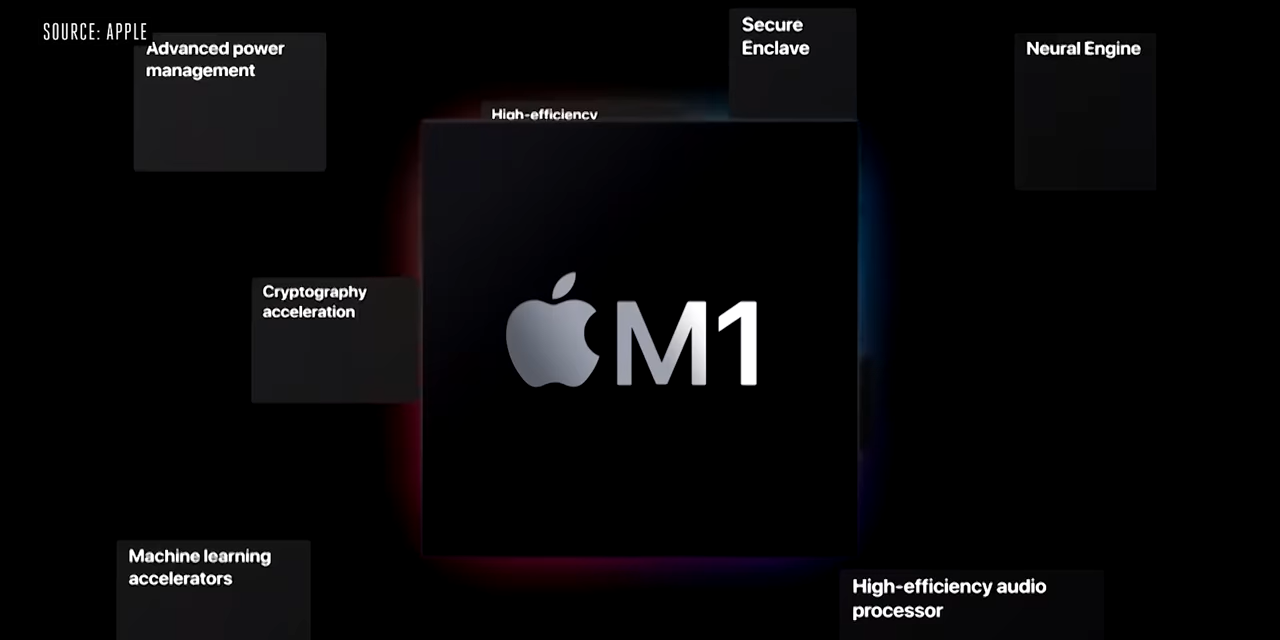 SOURCE: APPLE
Advanced power
management
Secure
Enclave
Neural Engine
High-efficiency
Cryptography
acceleration
M1
Machine learning
accelerators
High-efficiency audio
processor